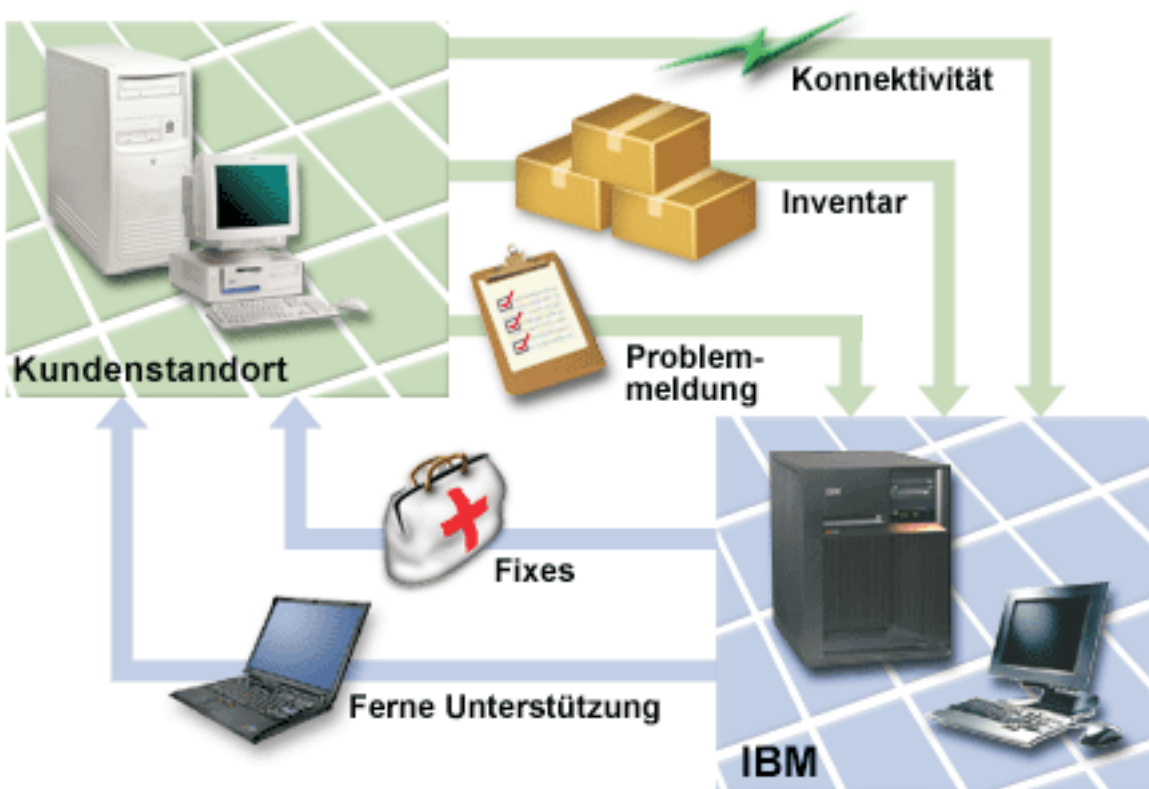 Konnektivität
Inventar
Kundenstandort
Problem-
meldung
Fixes
Ferne Unterstützung
IBM